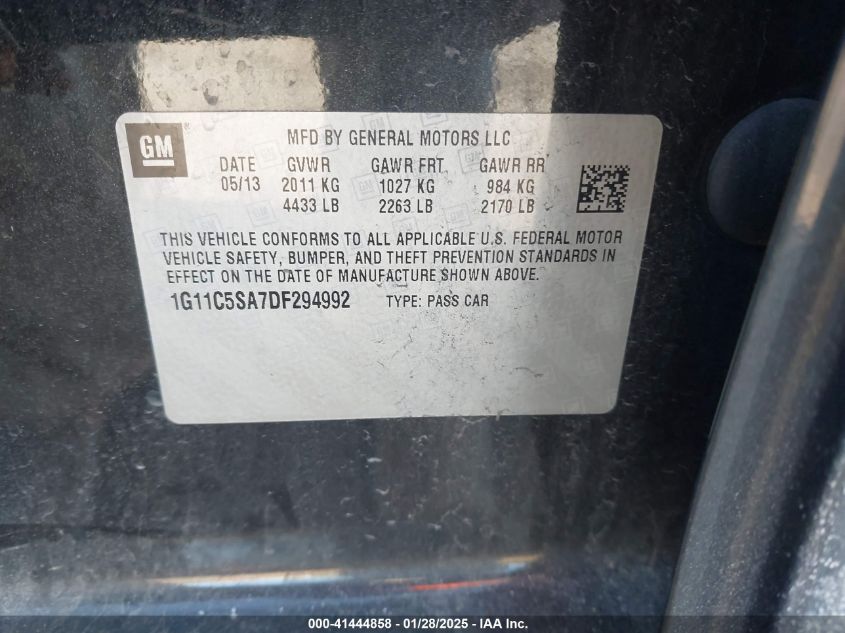 GM
MFD BY GENERAL MOTORS LLC
DATE GVWR GAWR FRT GAWR RR
05/13 2011 KG 1027 KG 984 KG
4433 LB 2263 LB 2170 LB
THIS VEHICLE CONFORMS TO ALL APPLICABLE U.S. FEDERAL MOTOR
VEHICLE SAFETY, BUMPER, AND THEFT PREVENTION STANDARDS IN
EFFECT ON THE DATE OF MANUFACTURE SHOWN ABOVE.
1G11C5SA7DF294992 TYPE: PASS CAR
000-41444858 - 01/28/2025 - IAA Inc.